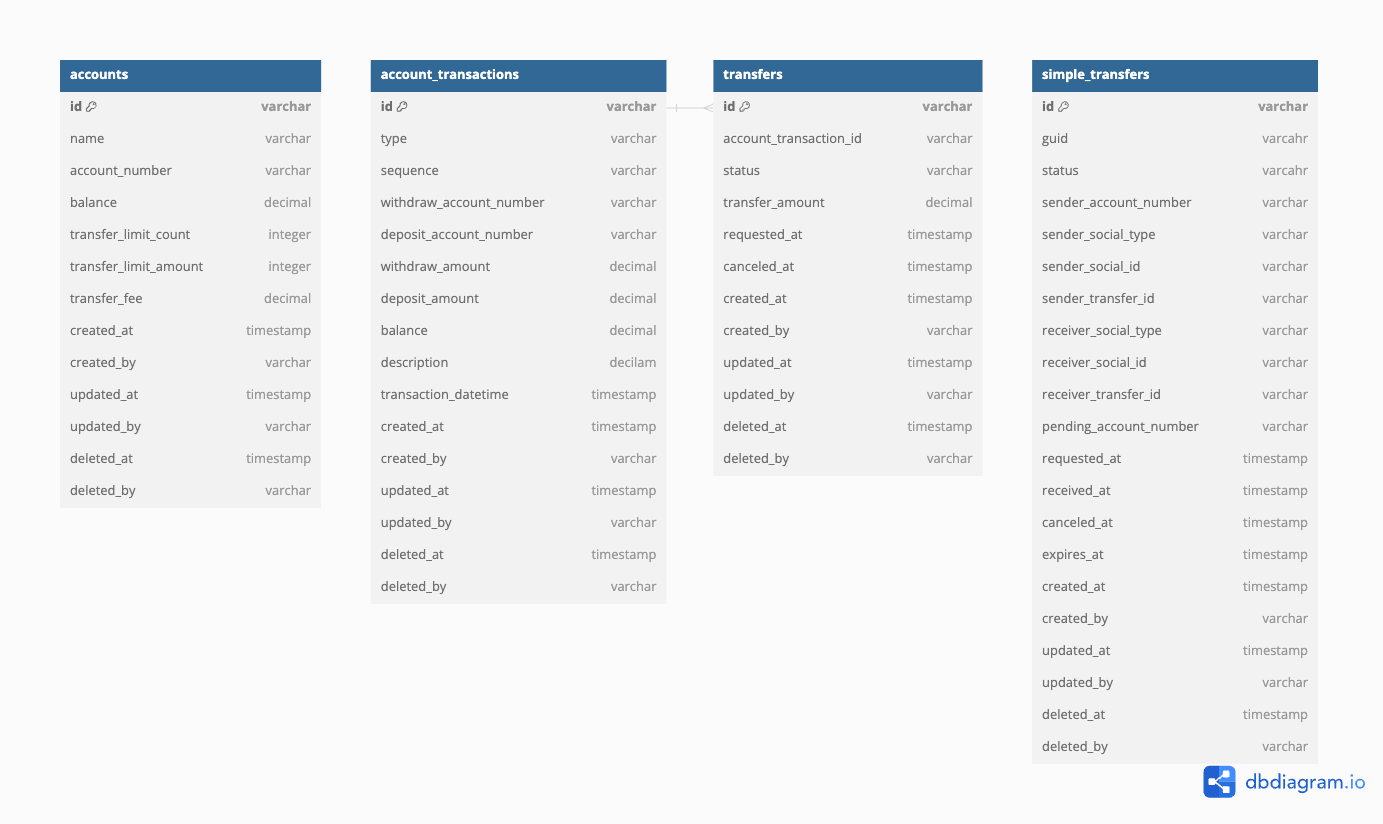 accounts
id varchar
name varchar
account_number varchar
balance decimal
transfer_limit_count integer
transfer_limit_amount integer
transfer_fee decimal
created_at timestamp
created_by varchar
updated_at timestamp
updated_by varchar
deleted_at timestamp
deleted_by varchar
account_transactions
id varchar
type varchar
sequence varchar
withdraw_account_number varchar
deposit_account_number varchar
withdraw_amount decimal
deposit_amount decimal
balance decimal
description decilam
transaction_datetime timestamp
created_at timestamp
created_by varchar
updated_at timestamp
updated_by varchar
deleted_at timestamp
deleted_by varchar
transfers
id varchar
account_transaction_id varchar
status varchar
transfer_amount decimal
requested_at timestamp
canceled_at timestamp
created_at timestamp
created_by varchar
updated_at timestamp
updated_by varchar
deleted_at timestamp
deleted_by varchar
simple_transfers
id varchar
guid varcahr
status varcahr
sender_account_number varchar
sender_social_type varchar
sender_social_id varchar
sender_transfer_id varchar
receiver_social_type varchar
receiver_social_id varchar
receiver_transfer_id varchar
pending_account_number varchar
requested_at timestamp
received_at timestamp
canceled_at timestamp
expires_at timestamp
created_at timestamp
created_by varchar
updated_at timestamp
updated_by varchar
deleted_at timestamp
deleted_by varchar
dbdiagram.io